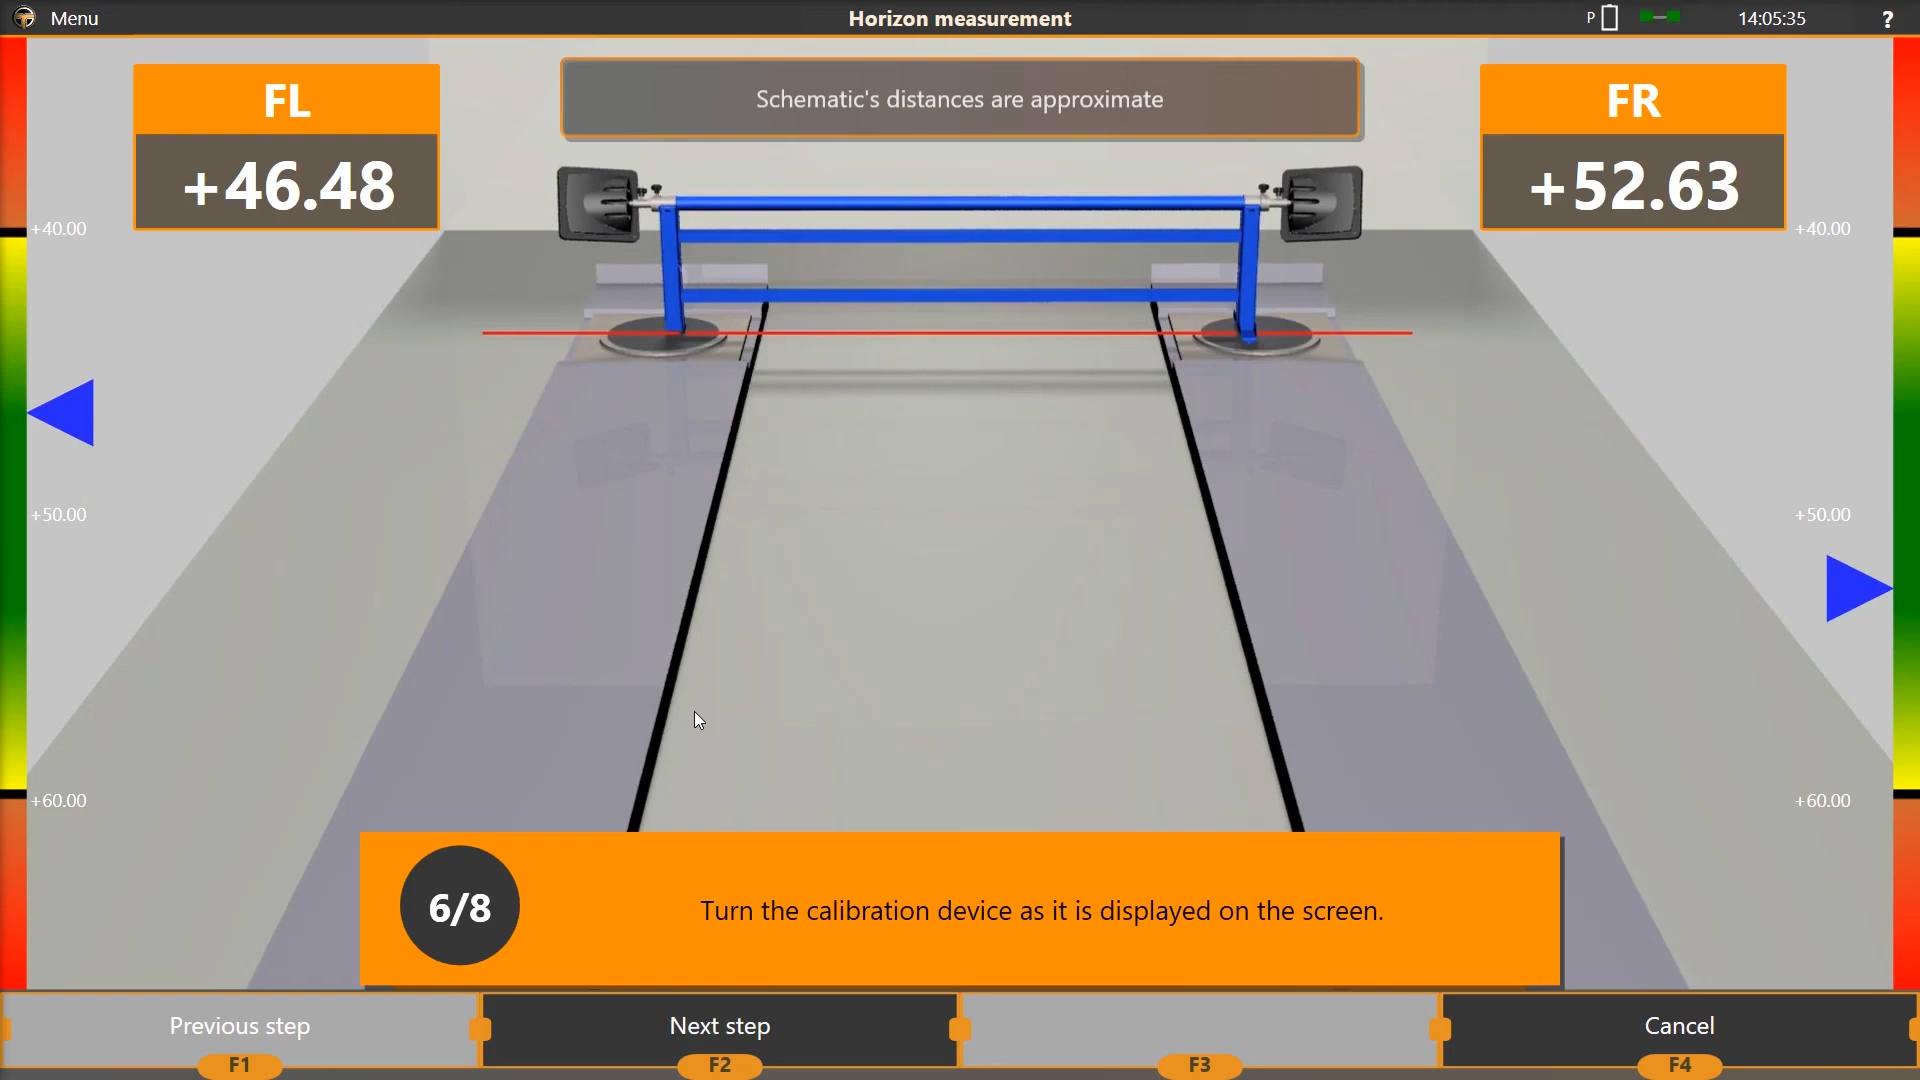 Menu
Horizon measurement
P
14:05:35
?
FL
+46.48
Schematic's distances are approximate
FR
+52.63
+40.00
+40.00
+50.00
+50.00
+60.00
+60.00
6/8
Turn the calibration device as it is displayed on the screen.
Previous step
Next step
Cancel
F1
F2
F3
F4